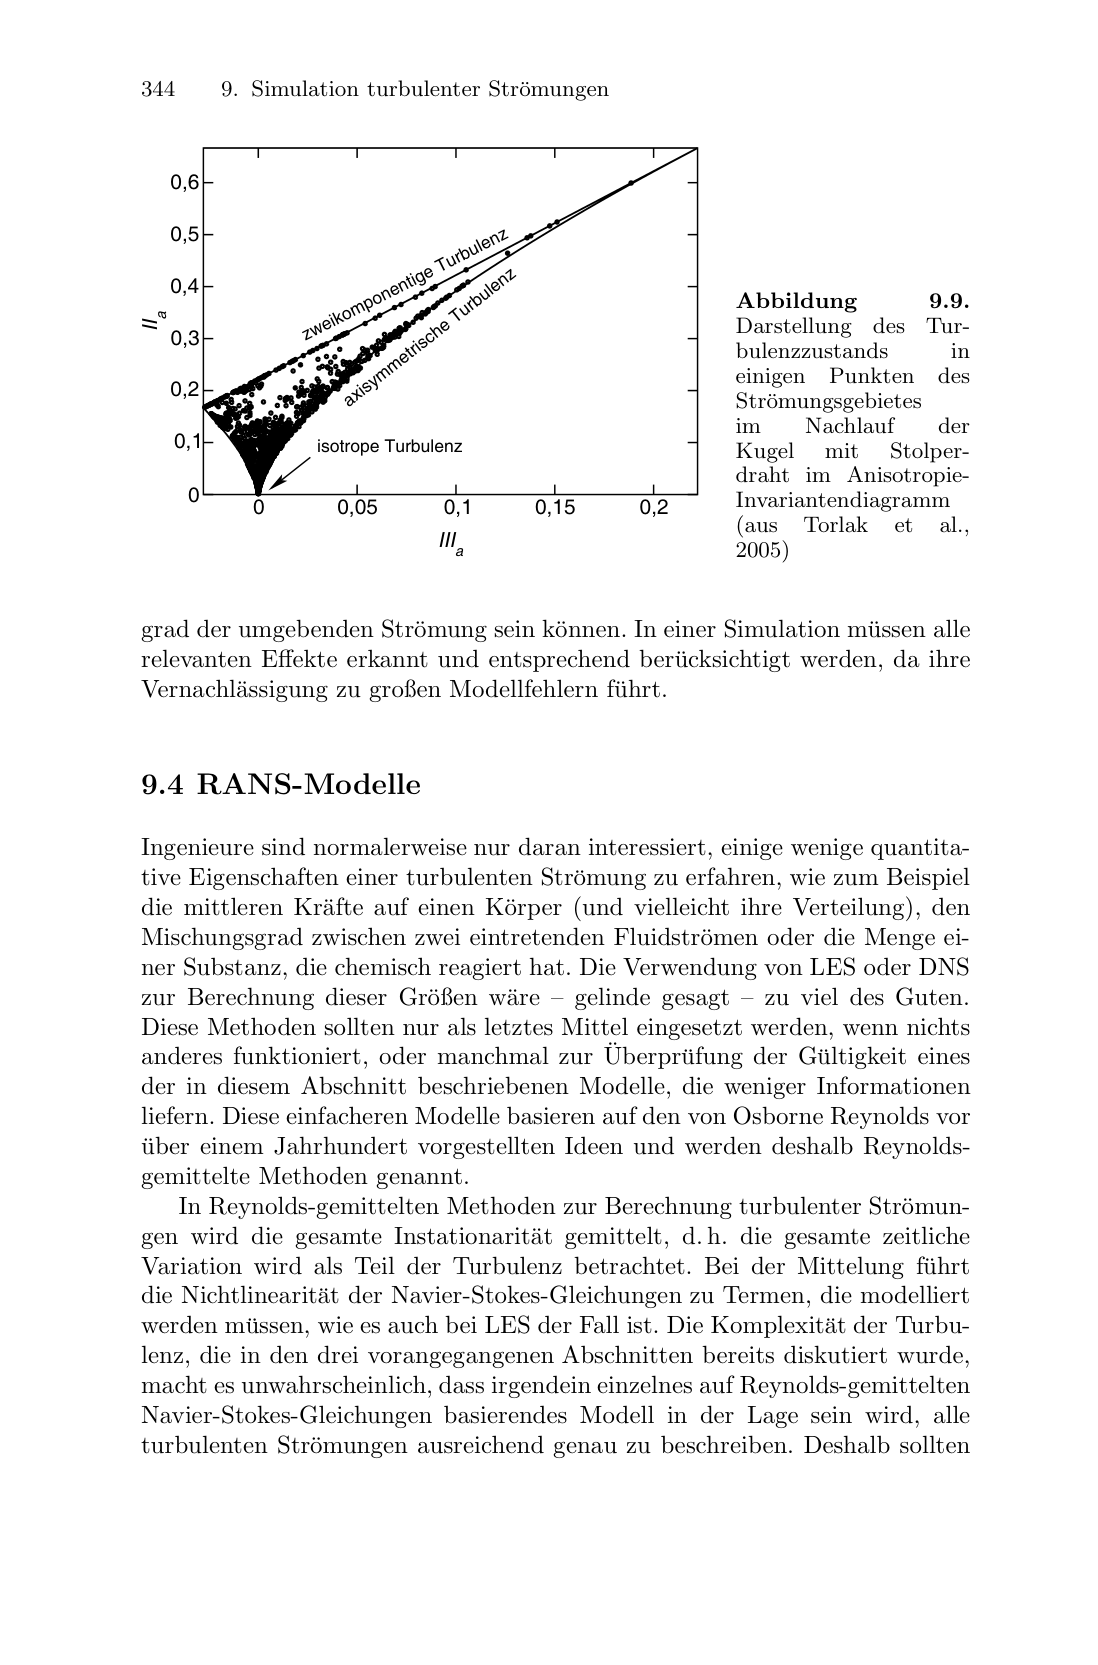 344 9. Simulation turbulenter Strömungen
0,6
0,5
0,4
0,3
0,2
0,1
0
II a
zweikomponentige Turbulenz
axisymmetrische Turbulenz
isotrope Turbulenz
0 0,05 0,1 0,15 0,2
III a
Abbildung 9.9.
Darstellung des Tur-
bulenzzustands in
einigen Punkten des
Strömungsgebietes
im Nachlauf der
Kugel mit Stolper-
draht im Anisotropie-
Invariantendiagramm
(aus Torlak et al.,
2005)
grad der umgebenden Strömung sein können. In einer Simulation müssen alle
relevanten Effekte erkannt und entsprechend berücksichtigt werden, da ihre
Vernachlässigung zu großen Modellfehlern führt.
9.4 RANS-Modelle
Ingenieure sind normalerweise nur daran interessiert, einige wenige quantita-
tive Eigenschaften einer turbulenten Strömung zu erfahren, wie zum Beispiel
die mittleren Kräfte auf einen Körper (und vielleicht ihre Verteilung), den
Mischungsgrad zwischen zwei eintretenden Fluidströmen oder die Menge ei-
ner Substanz, die chemisch reagiert hat. Die Verwendung von LES oder DNS
zur Berechnung dieser Größen wäre – gelinde gesagt – zu viel des Guten.
Diese Methoden sollten nur als letztes Mittel eingesetzt werden, wenn nichts
anderes funktioniert, oder manchmal zur Überprüfung der Gültigkeit eines
der in diesem Abschnitt beschriebenen Modelle, die weniger Informationen
liefern. Diese einfacheren Modelle basieren auf den von Osborne Reynolds vor
über einem Jahrhundert vorgestellten Ideen und werden deshalb Reynolds-
gemittelte Methoden genannt.
In Reynolds-gemittelten Methoden zur Berechnung turbulenter Strömun-
gen wird die gesamte Instationarität gemittelt, d. h. die gesamte zeitliche
Variation wird als Teil der Turbulenz betrachtet. Bei der Mittelung führt
die Nichtlinearität der Navier-Stokes-Gleichungen zu Termen, die modelliert
werden müssen, wie es auch bei LES der Fall ist. Die Komplexität der Turbu-
lenz, die in den drei vorangegangenen Abschnitten bereits diskutiert wurde,
macht es unwahrscheinlich, dass irgendein einzelnes auf Reynolds-gemittelten
Navier-Stokes-Gleichungen basierendes Modell in der Lage sein wird, alle
turbulenten Strömungen ausreichend genau zu beschreiben. Deshalb sollten